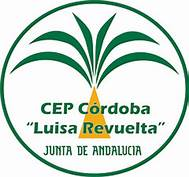 CEP Córdoba
"Luisa Revuelta"
JUNTA DE ANDALUCIA